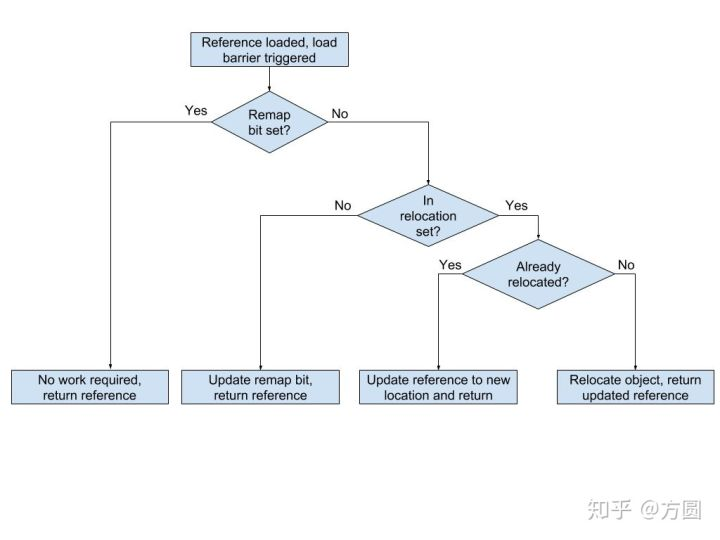 Reference loaded, load
barrier triggered
Yes
Remap
bit set?
No
No
In
relocation
set?
Yes
Yes
Already
relocated?
No
No work required,
return reference
Update remap bit,
return reference
Update reference to new
location and return
Relocate object, return
updated reference
知乎 @方圆